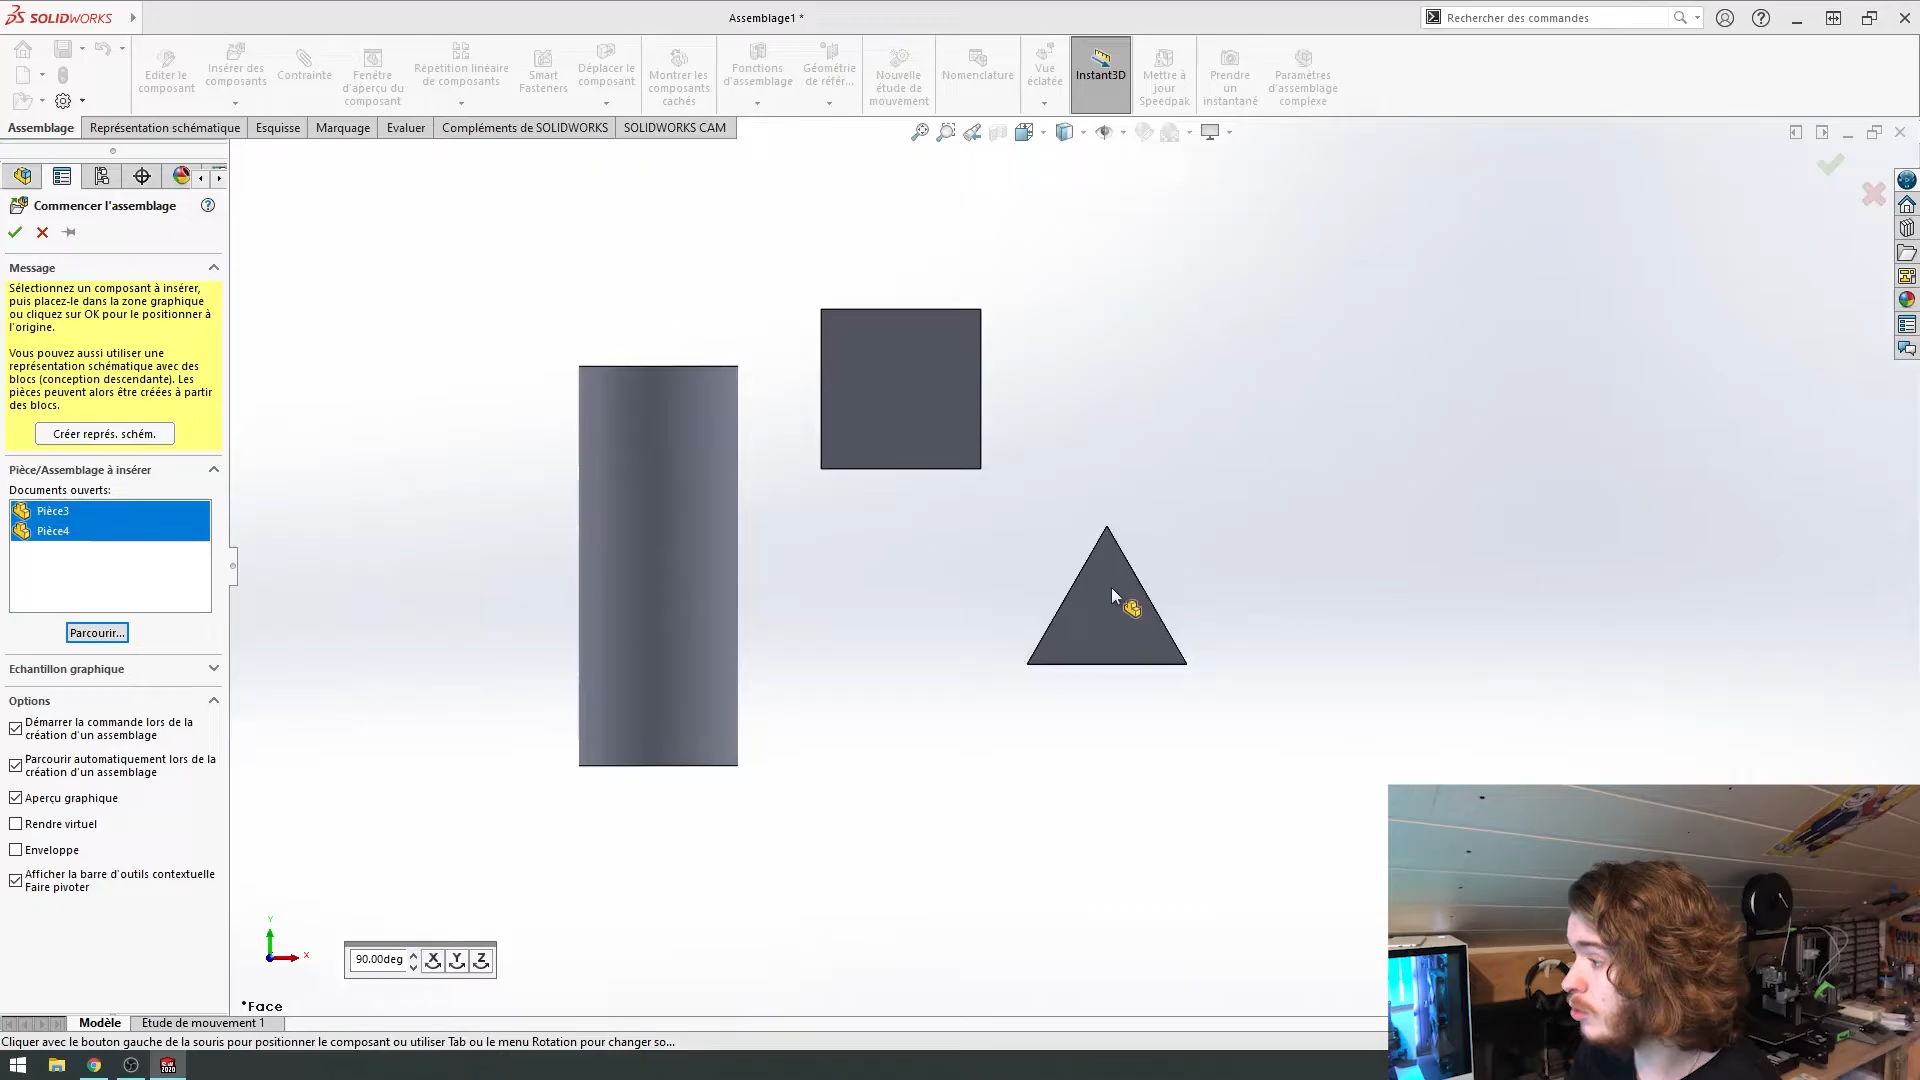 SOLIDWORKS
Assemblage1 *
Rechercher des commandes
Editer le
composant
Insérer des
composants
Contrainte
Fenêtre
d'aperçu du
composant
Répétition linéaire
de composants
Smart
Fasteners
Déplacer le
composant
Montrer les
composants
cachés
Fonctions
d'assemblage
Géométrie
de référ...
Nouvelle
étude de
mouvement
Nomenclature
Vue
éclatée
Instant3D
Mettre à
jour
Speedpak
Prendre
un
instantané
Paramètres
d'assemblage
complexe
Assemblage
Représentation schématique
Esquisse
Marquage
Evaluer
Compléments de SOLIDWORKS
SOLIDWORKS CAM
Commencer l'assemblage
Message
Sélectionnez un composant à insérer,
puis placez-le dans la zone graphique
ou cliquez sur OK pour le positionner à
l'origine.
Vous pouvez aussi utiliser une
représentation schématique avec des
blocs (conception descendante). Les
pièces peuvent alors être créées à partir
des blocs.
Créer représ. schém.
Pièce/Assemblage à insérer
Documents ouverts:
Pièce3
Pièce4
Parcourir...
Echantillon graphique
Options
Démarrer la commande lors de la
création d'un assemblage
Parcourir automatiquement lors de la
création d'un assemblage
Aperçu graphique
Rendre virtuel
Enveloppe
Afficher la barre d'outils contextuelle
Faire pivoter
Y
X
90.00deg
X
Y
Z
*Face
Modèle
Etude de mouvement 1
Cliquer avec le bouton gauche de la souris pour positionner le composant ou utiliser Tab ou le menu Rotation pour changer so...
SW
2020